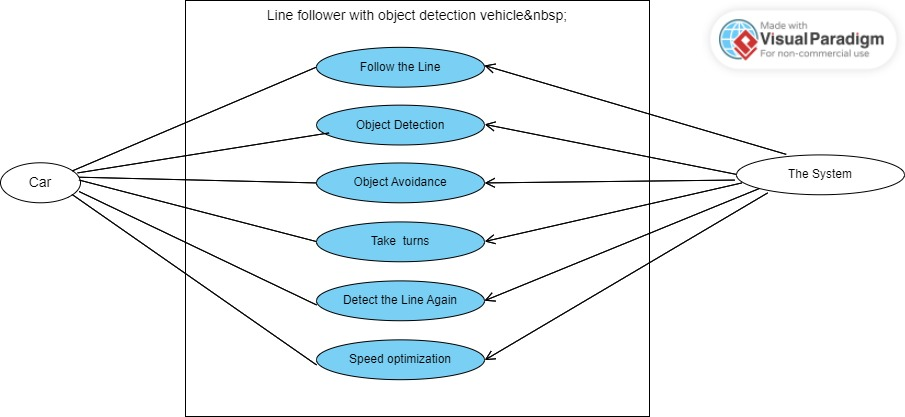 Line follower with object detection vehicle&nbsp;
Made with
Visual Paradigm
For non-commercial use
Follow the Line
Object Detection
Object Avoidance
Car
The System
Take  turns
Detect the Line Again
Speed optimization